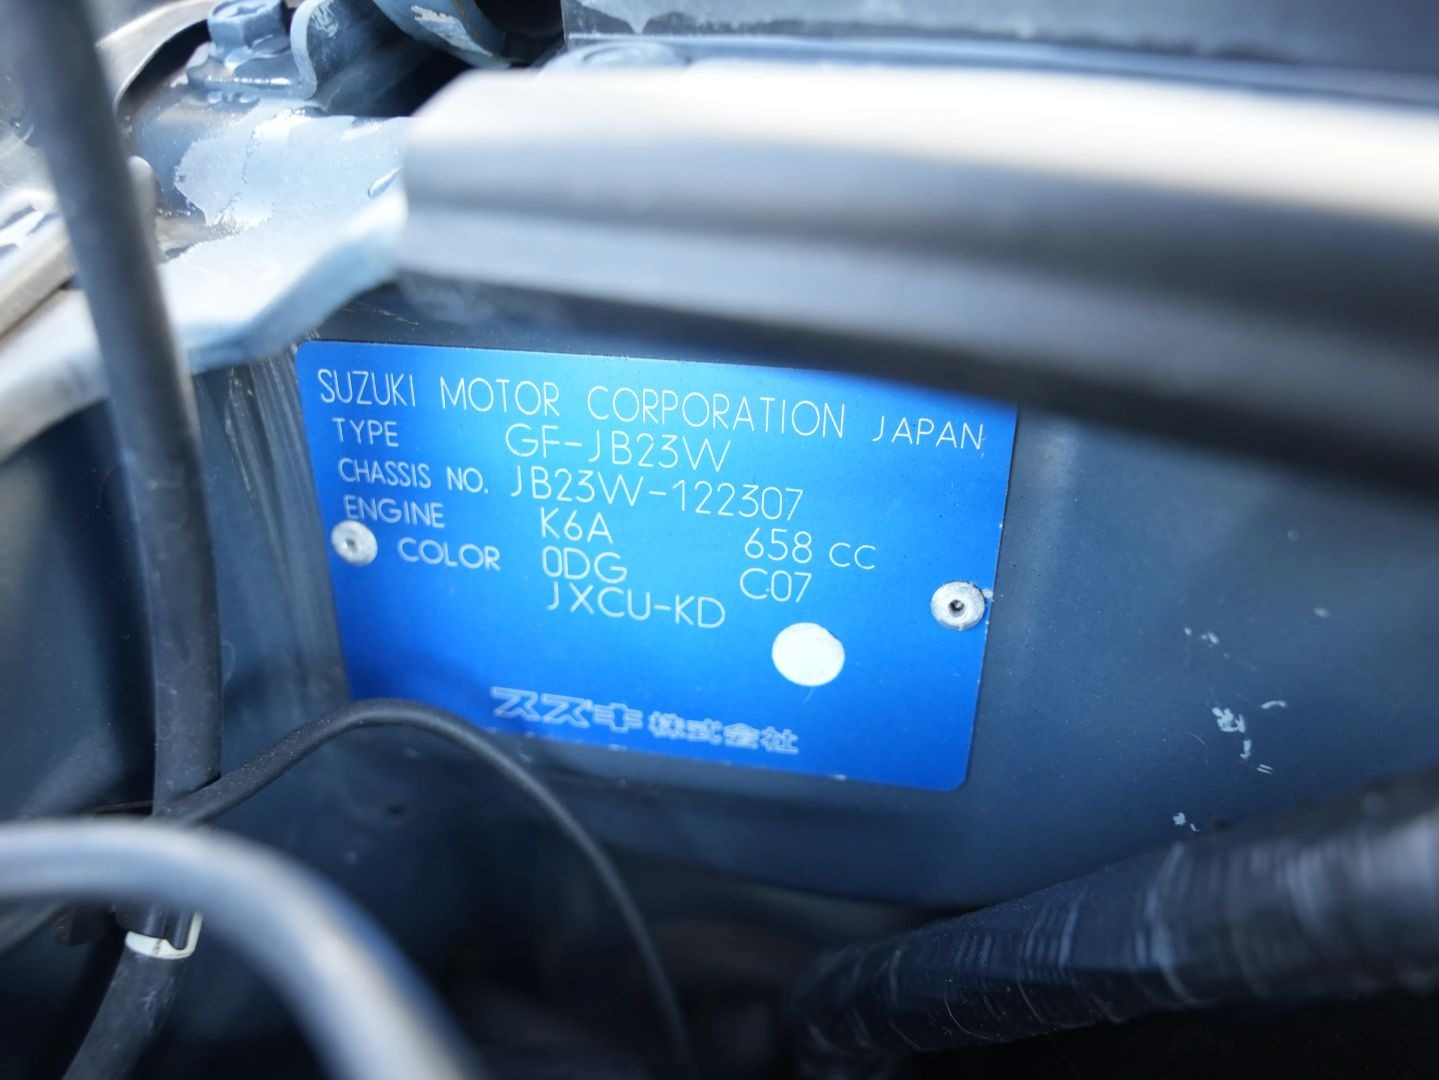 SUZUKI MOTOR CORPORATION JAPAN
TYPE GF-JB23W
CHASSIS NO. JB23W-122307
ENGINE K6A 658 CC
COLOR 0DG C07
JXCU-KD
スズキ株式会社